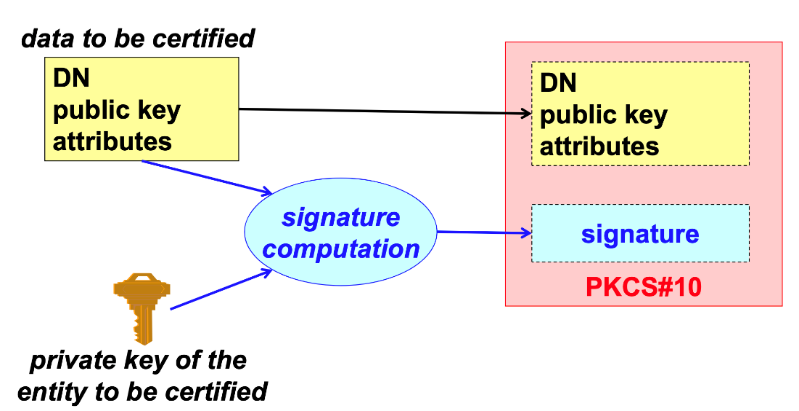 data to be certified
DN
public key
attributes
DN
public key
attributes
signature
computation
signature
PKCS#10
private key of the
entity to be certified